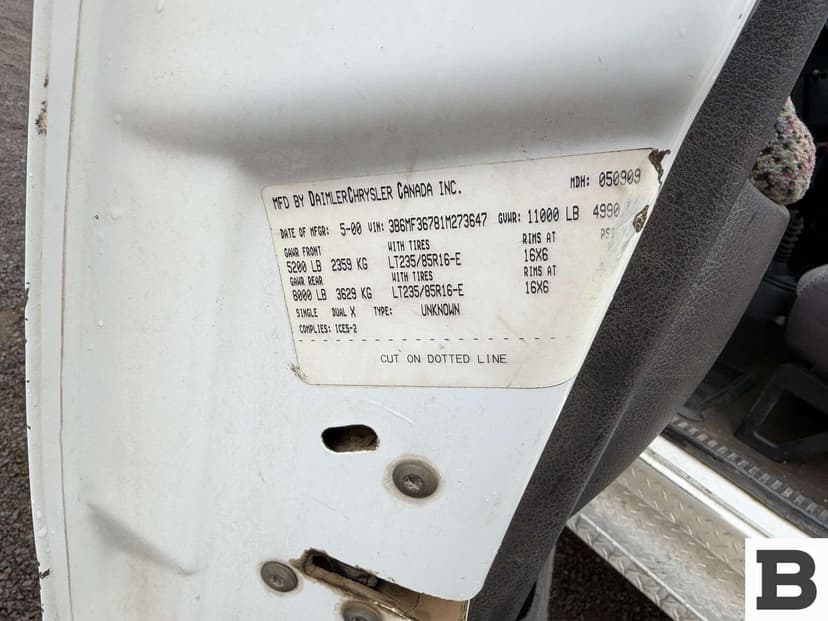 MFD BY DAIMLERCHRYSLER CANADA INC. MDH: 050909
DATE OF MFGR: 5-00 VIN: 3B6MF36781M273647 GVWR: 11000 LB 4990
GAWR FRONT WITH TIRES RIMS AT PSI
5200 LB 2359 KG LT235/85R16-E 16X6
GAWR REAR WITH TIRES RIMS AT
8000 LB 3629 KG LT235/85R16-E 16X6
SINGLE DUAL X TYPE: UNKNOWN
COMPLIES: ICES-2
CUT ON DOTTED LINE
B